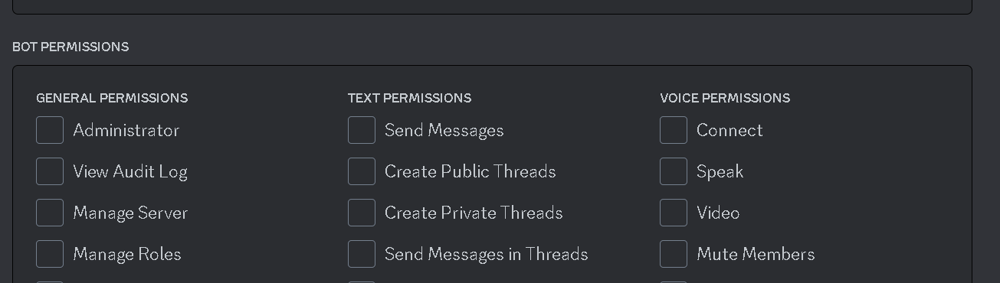 BOT PERMISSIONS
GENERAL PERMISSIONS
Administrator
View Audit Log
Manage Server
Manage Roles
TEXT PERMISSIONS
Send Messages
Create Public Threads
Create Private Threads
Send Messages in Threads
VOICE PERMISSIONS
Connect
Speak
Video
Mute Members